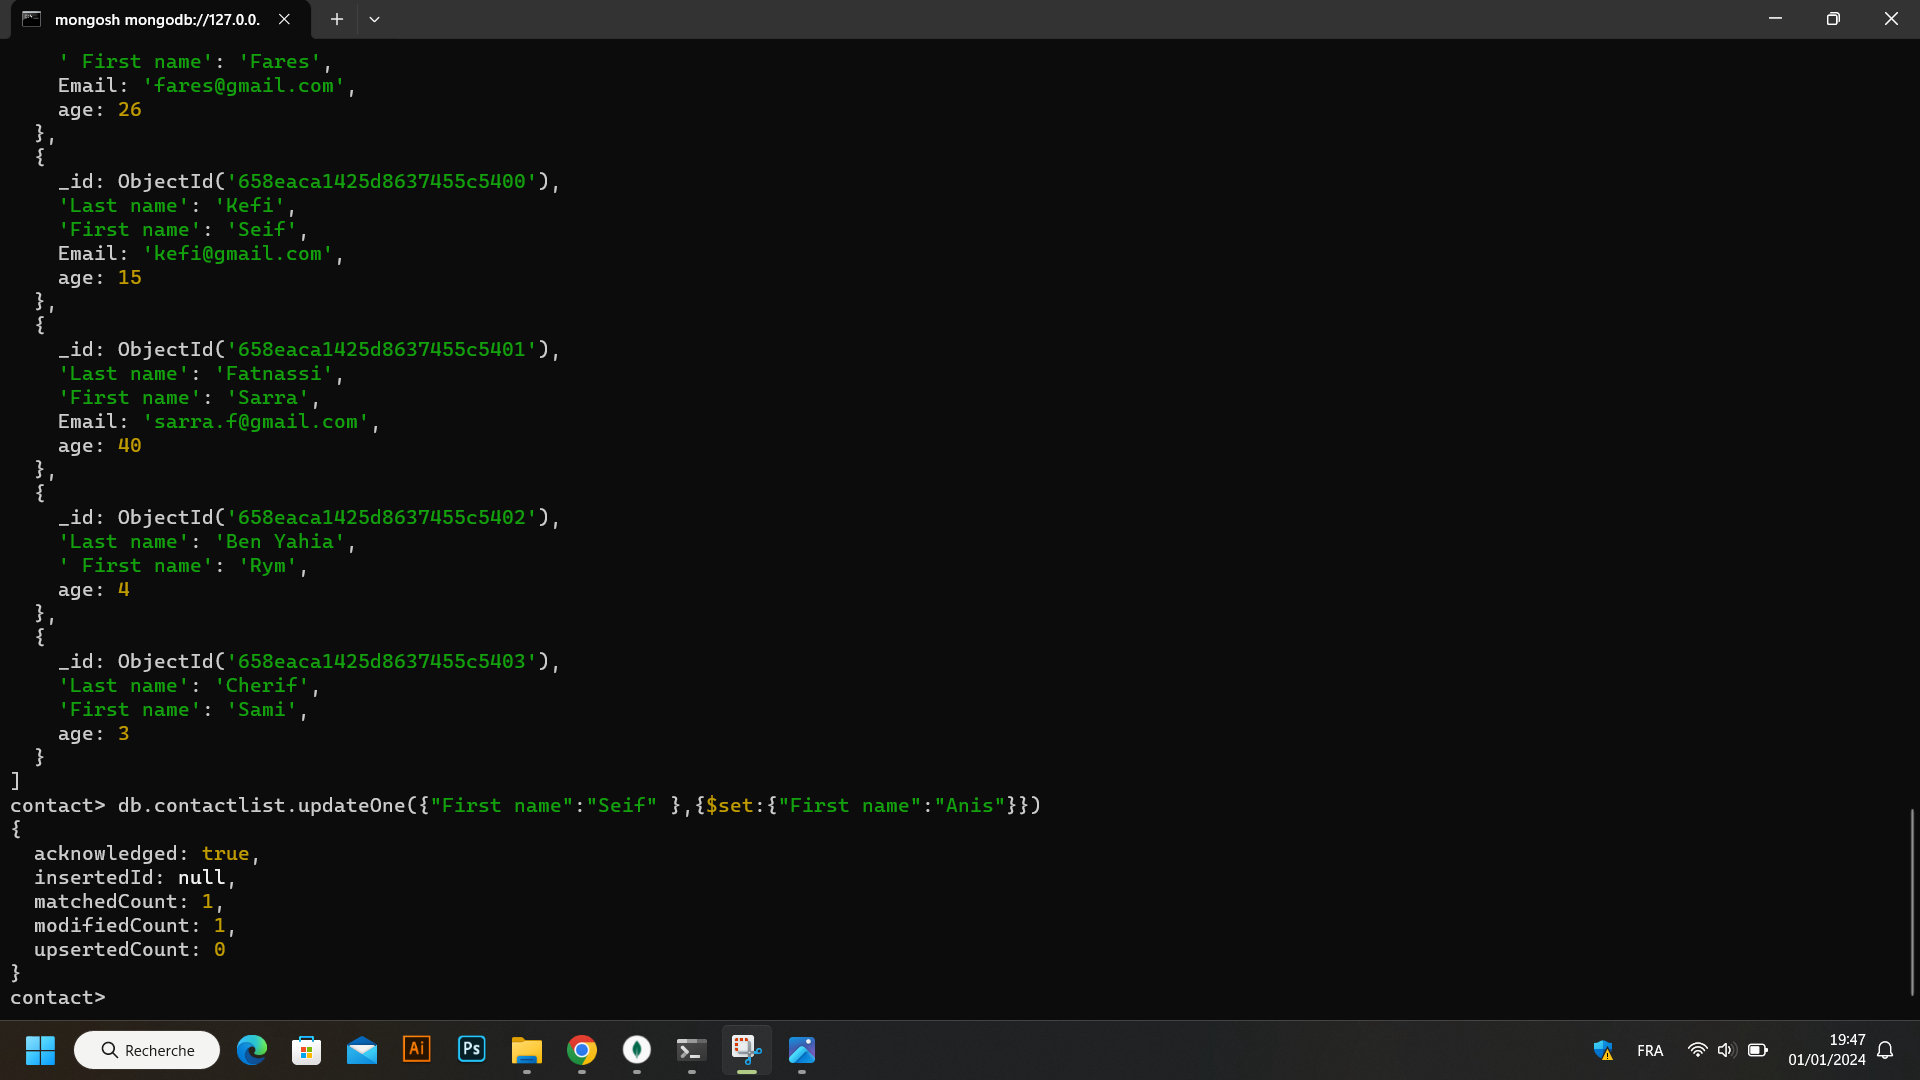 mongosh mongodb://127.0.0.
' First name': 'Fares',
Email: 'fares@gmail.com',
age: 26
},
{
_id: ObjectId('658eaca1425d8637455c5400'),
'Last name': 'Kefi',
'First name': 'Seif',
Email: 'kefi@gmail.com',
age: 15
},
{
_id: ObjectId('658eaca1425d8637455c5401'),
'Last name': 'Fatnassi',
'First name': 'Sarra',
Email: 'sarra.f@gmail.com',
age: 40
},
{
_id: ObjectId('658eaca1425d8637455c5402'),
'Last name': 'Ben Yahia',
' First name': 'Rym',
age: 4
},
{
_id: ObjectId('658eaca1425d8637455c5403'),
'Last name': 'Cherif',
'First name': 'Sami',
age: 3
}
]
contact> db.contactlist.updateOne({"First name":"Seif" },{$set:{"First name":"Anis"}})
{
acknowledged: true,
insertedId: null,
matchedCount: 1,
modifiedCount: 1,
upsertedCount: 0
}
contact>
Recherche
Ai
Ps
FRA
19:47
01/01/2024